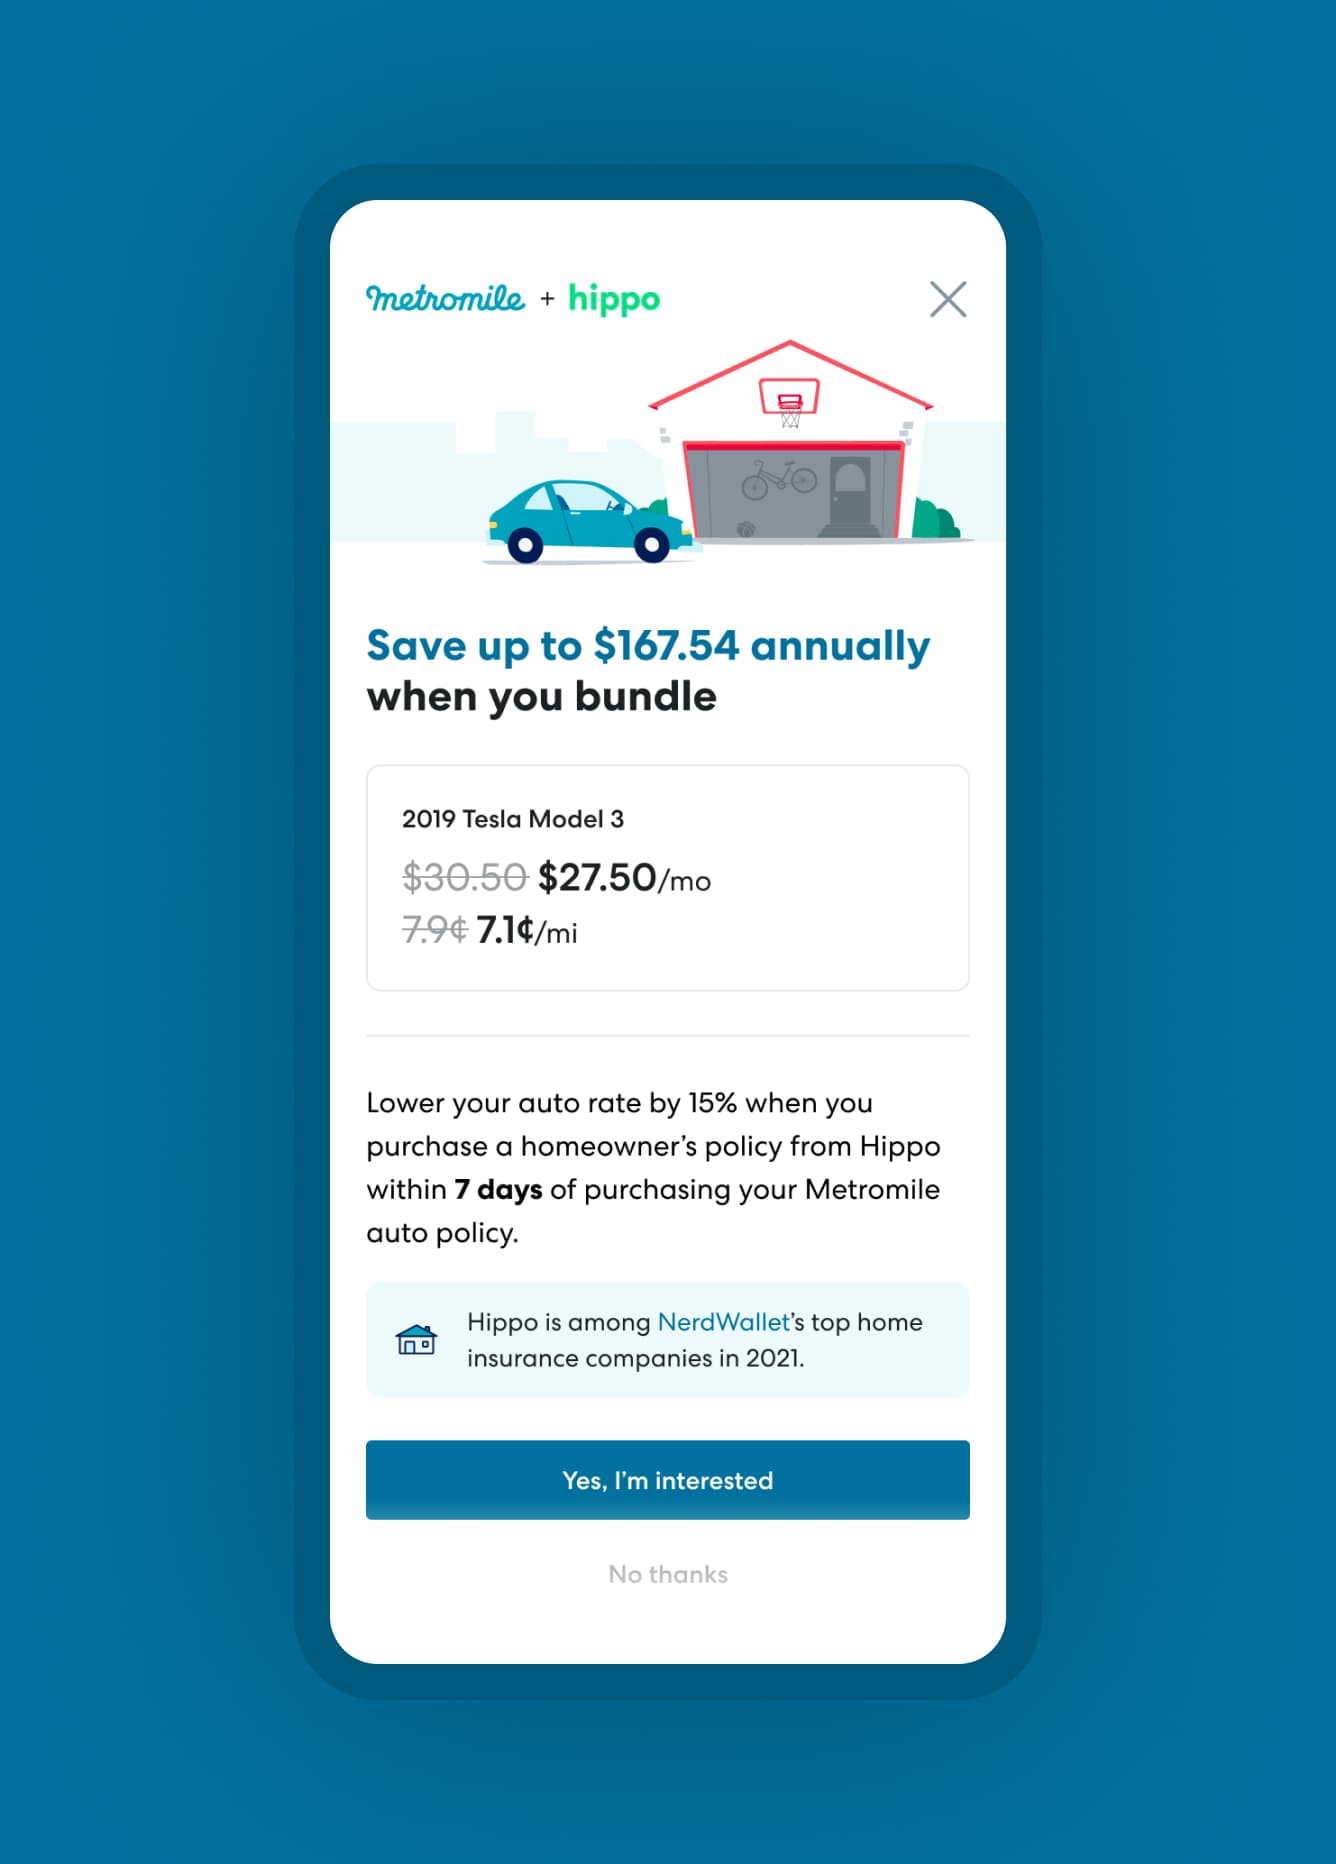 metromile + hippo
Save up to $167.54 annually
when you bundle
2019 Tesla Model 3
$30.50 $27.50/mo
7.9¢ 7.1¢/mi
Lower your auto rate by 15% when you
purchase a homeowner’s policy from Hippo
within 7 days of purchasing your Metromile
auto policy.
Hippo is among NerdWallet’s top home
insurance companies in 2021.
Yes, I’m interested
No thanks